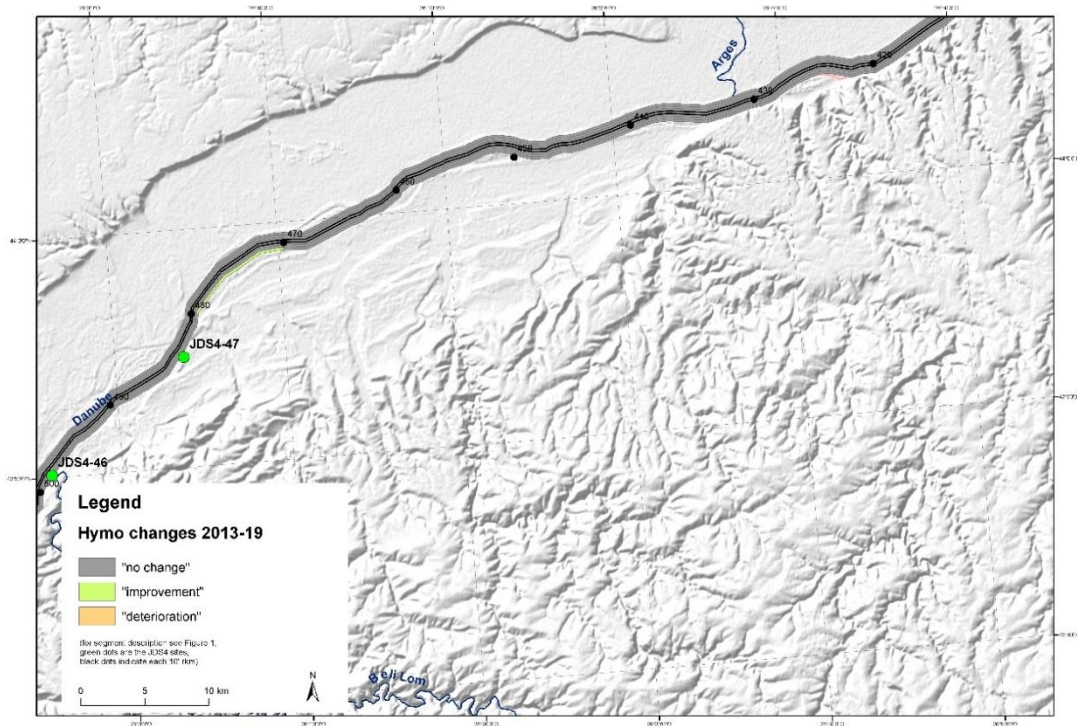 Arges
420
430
440
450
460
470
480
JDS4-47
Danube
490
JDS4-46
500
Legend
Hymo changes 2013-19
"no change"
"improvement"
"deterioration"
(for segment description see Figure 1,
green dots are the JDS4 sites,
black dots indicate each 10' rkm)
0 5 10 km
N
Beli Lom